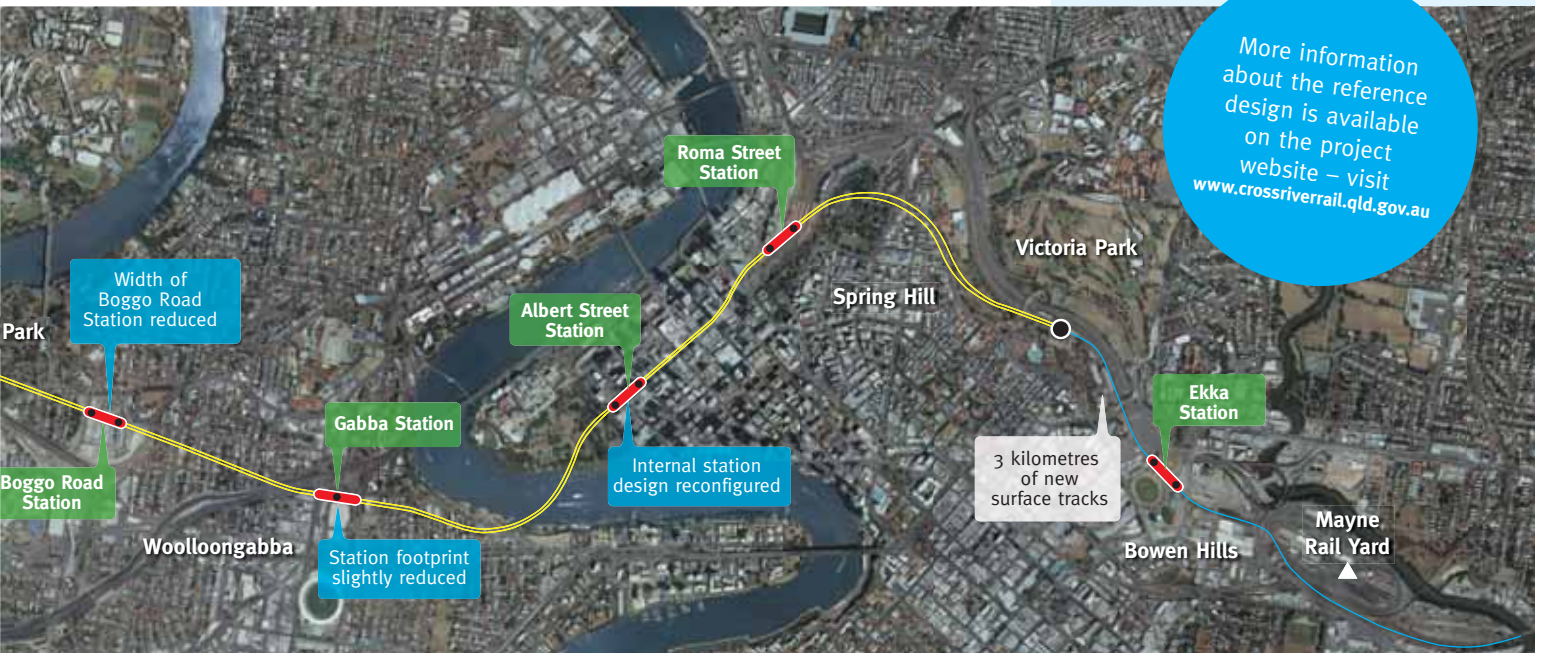 More information
about the reference
design is available
on the project
website – visit
www.crossriverrail.qld.gov.au
Roma Street
Station
Victoria Park
Width of
Boggo Road
Station reduced
Spring Hill
Albert Street
Station
Park
Gabba Station
Ekka
Station
Boggo Road
Station
Internal station
design reconfigured
3 kilometres
of new
surface tracks
Woolloongabba
Station footprint
slightly reduced
Bowen Hills
Mayne
Rail Yard